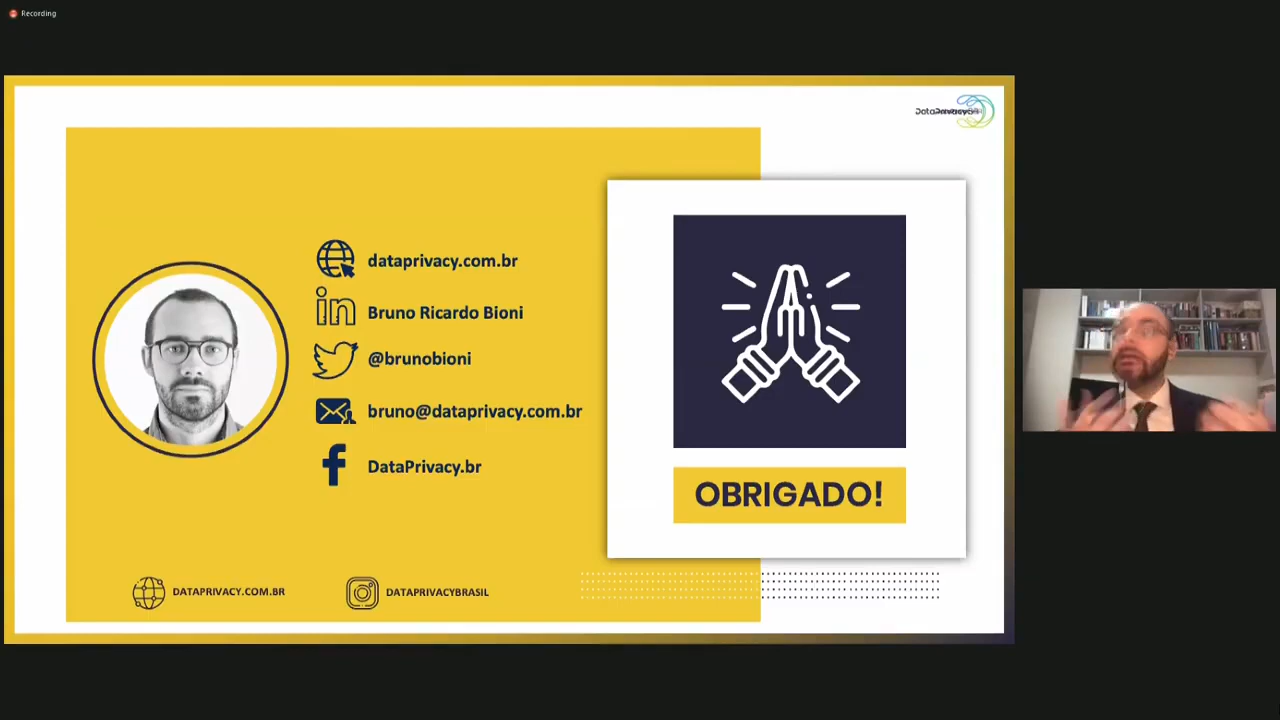 Recording
dataprivacy.com.br
in
Bruno Ricardo Bioni
@brunobioni
bruno@dataprivacy.com.br
DataPrivacy.br
OBRIGADO!
DATAPRIVACY.COM.BR
DATAPRIVACYBRASIL